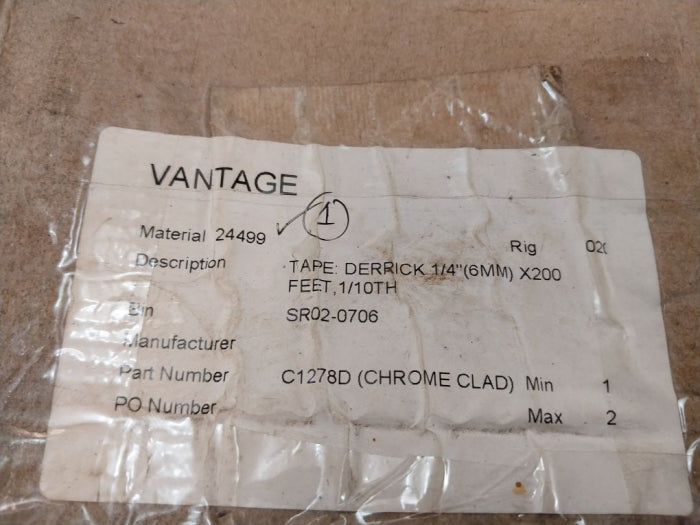 VANTAGE
Material 24499 ✓ 1
Rig
Description TAPE: DERRICK 1/4"(6MM) X200
FEET,1/10TH
Bin SR02-0706
Manufacturer
Part Number C1278D (CHROME CLAD) Min 1
PO Number Max 2